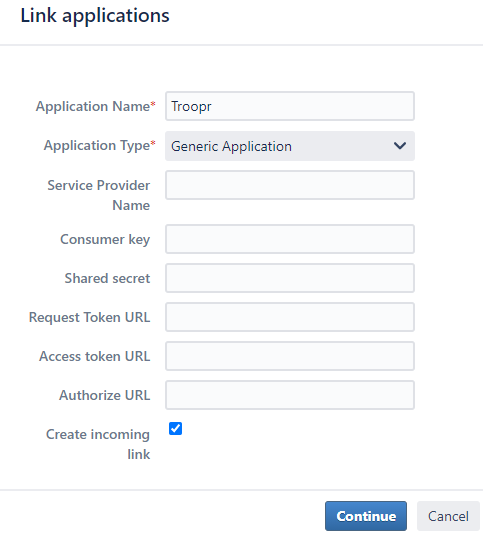 Link applications
Application Name* Troopr
Application Type* Generic Application
Service Provider
Name
Consumer key
Shared secret
Request Token URL
Access token URL
Authorize URL
Create incoming
link
Continue Cancel